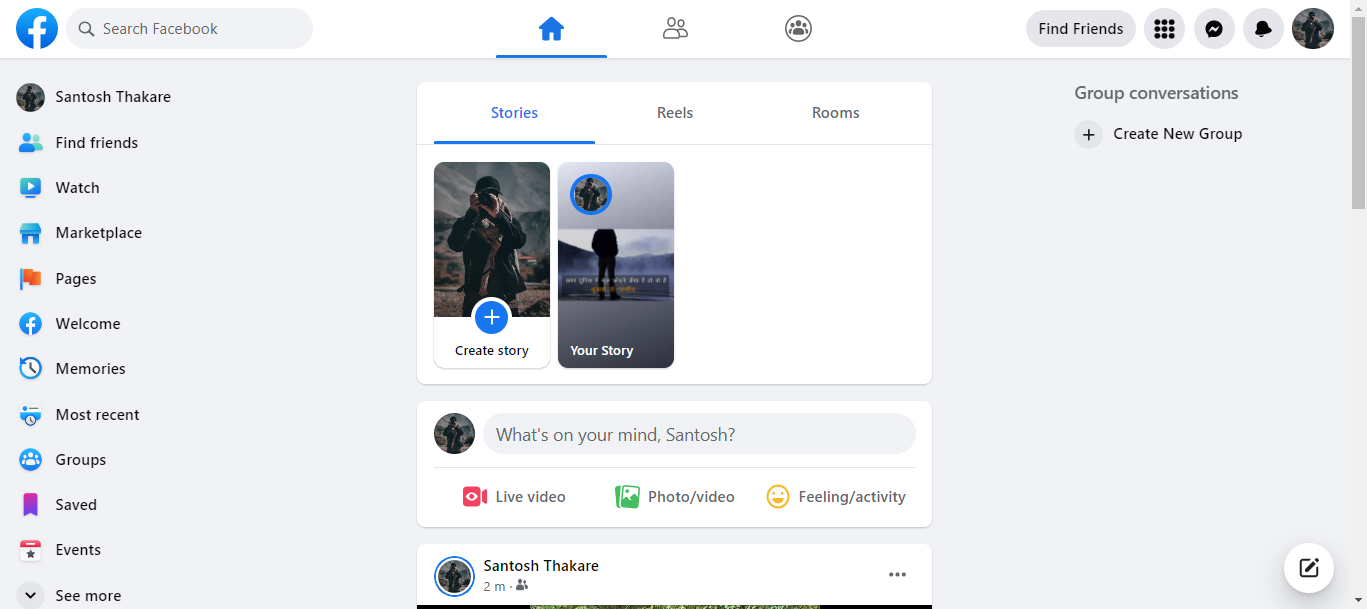 Search Facebook
Find Friends
Santosh Thakare
Find friends
Watch
Marketplace
Pages
Welcome
Memories
Most recent
Groups
Saved
Events
See more
Stories
Reels
Rooms
Create story
Your Story
What's on your mind, Santosh?
Live video
Photo/video
Feeling/activity
Santosh Thakare
2 m ·
Group conversations
Create New Group